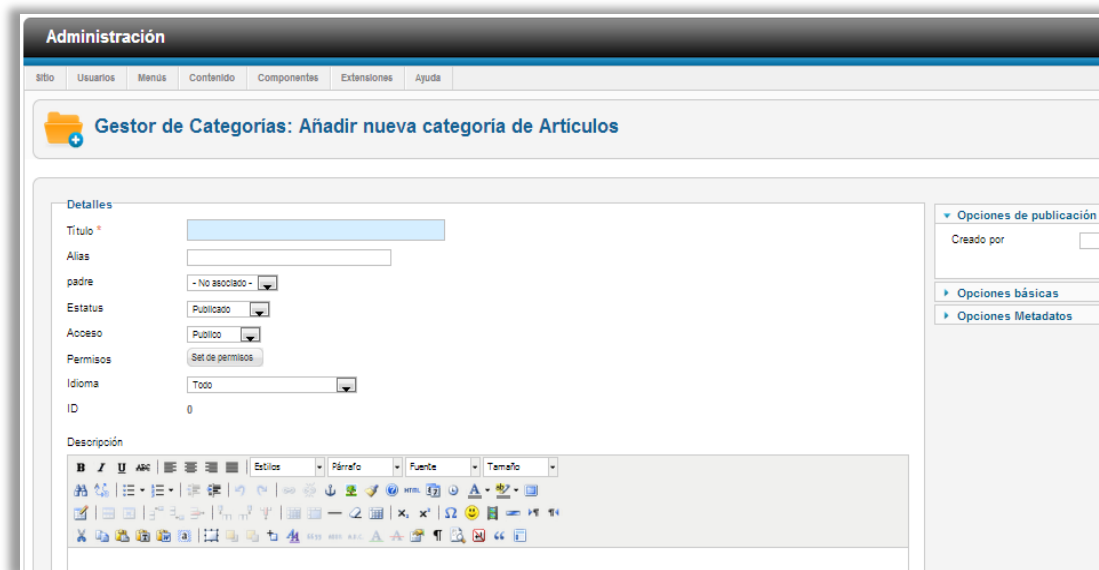 Administración
Sitio Usuarios Menús Contenido Componentes Extensiones Ayuda
Gestor de Categorías: Añadir nueva categoría de Artículos
Detalles
Título *
Alias
padre - No asociado -
Estatus Publicado
Acceso Publico
Permisos Set de permisos
Idioma Todo
ID 0
Descripción
B I U ABC Estilos Párrafo Fuente Tamaño
HTML
Opciones de publicación
Creado por
Opciones básicas
Opciones Metadatos